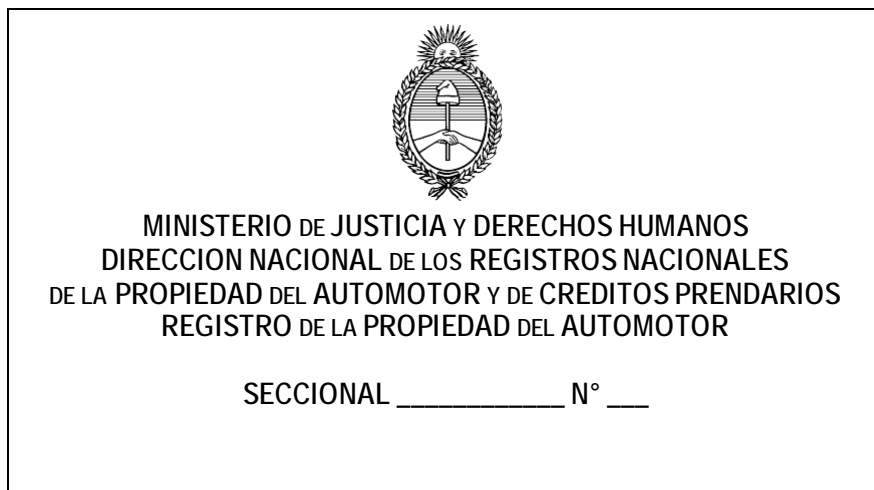 MINISTERIO DE JUSTICIA Y DERECHOS HUMANOS
DIRECCION NACIONAL DE LOS REGISTROS NACIONALES
DE LA PROPIEDAD DEL AUTOMOTOR Y DE CREDITOS PRENDARIOS
REGISTRO DE LA PROPIEDAD DEL AUTOMOTOR
SECCIONAL ____________ N° ___